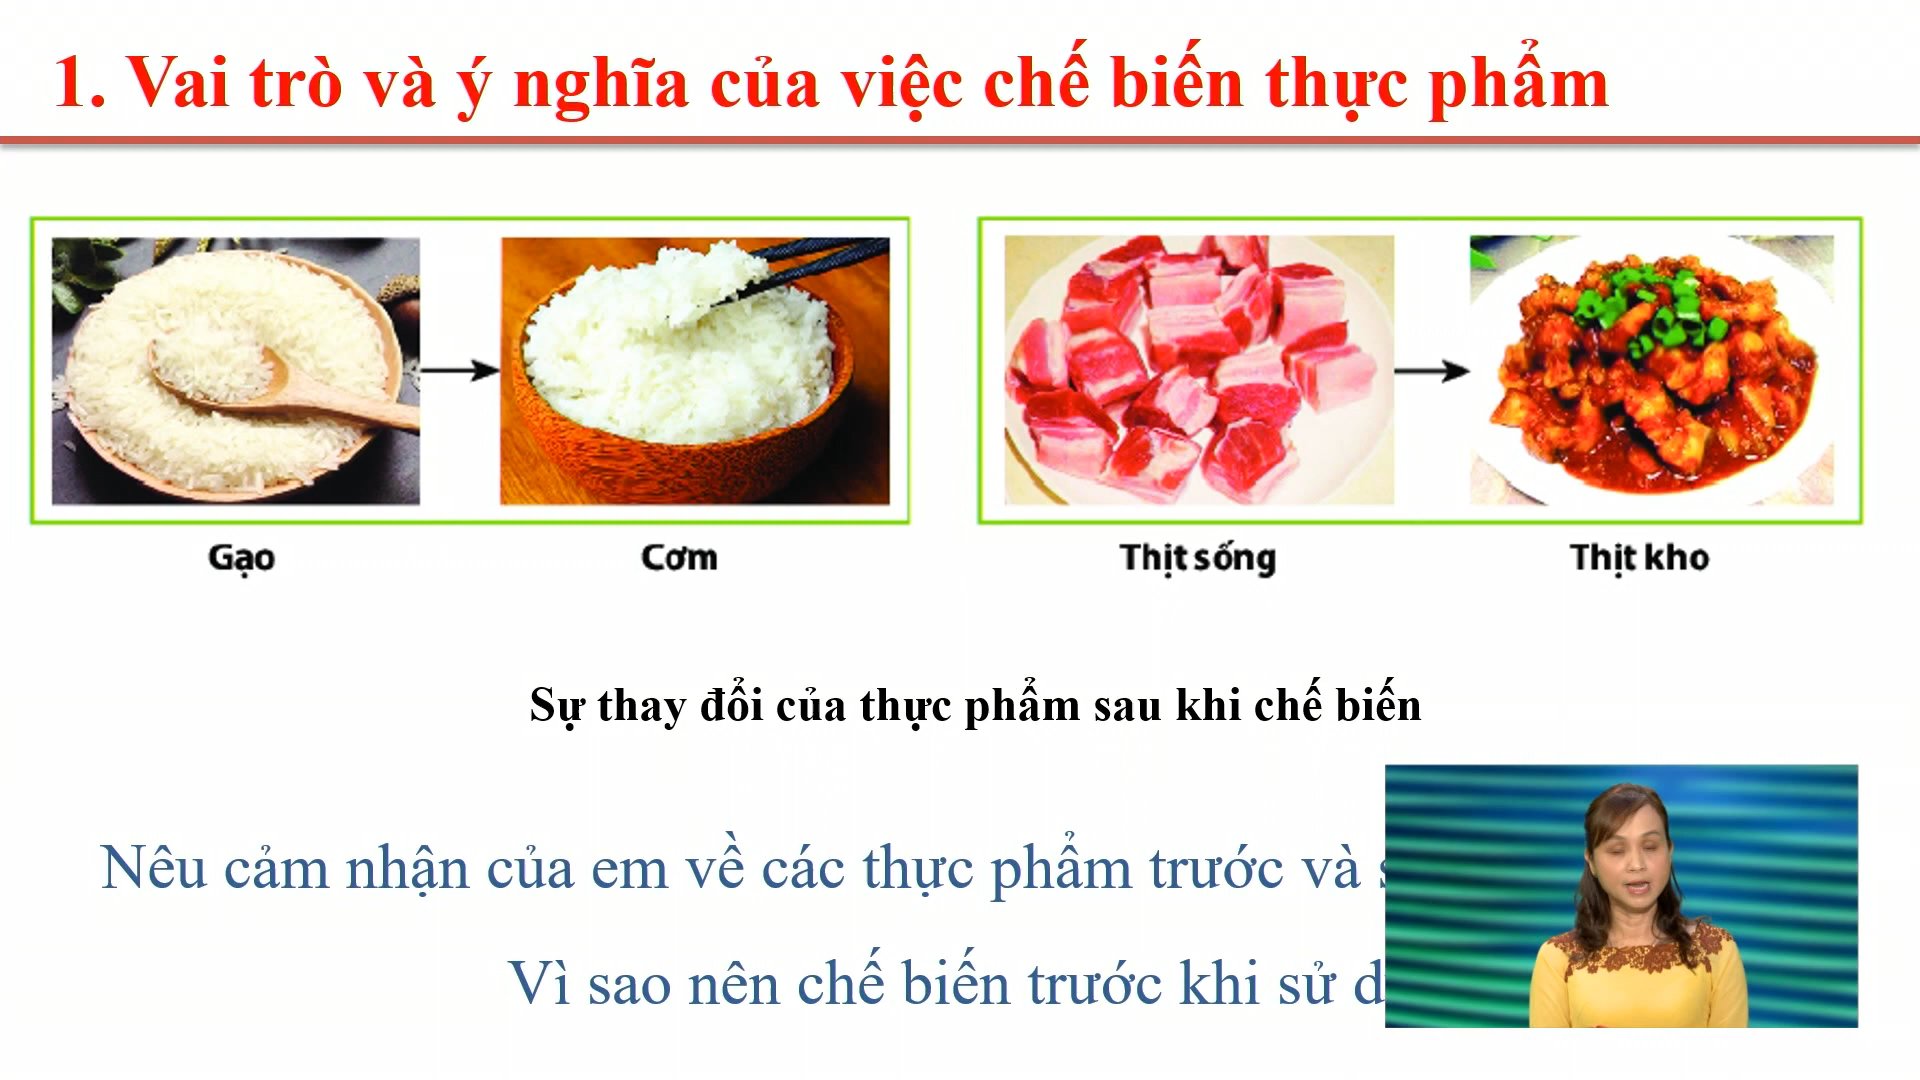 1. Vai trò và ý nghĩa của việc chế biến thực phẩm
Gạo
Cơm
Thịt sống
Thịt kho
Sự thay đổi của thực phẩm sau khi chế biến
Nêu cảm nhận của em về các thực phẩm trước và
Vì sao nên chế biến trước khi sử